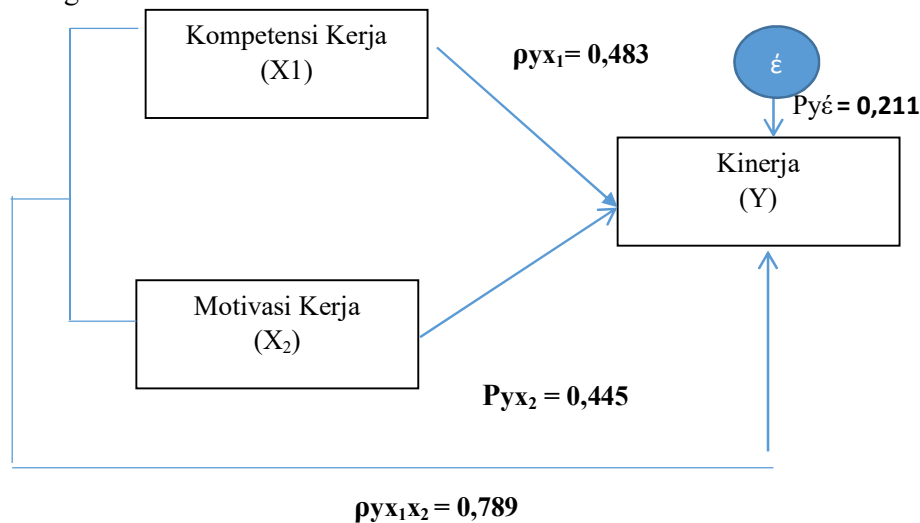 Kompetensi Kerja
(X1)
ρyx₁= 0,483
έ
Pyέ = 0,211
Kinerja
(Y)
Motivasi Kerja
(X₂)
Pyx₂ = 0,445
ρyx₁x₂ = 0,789